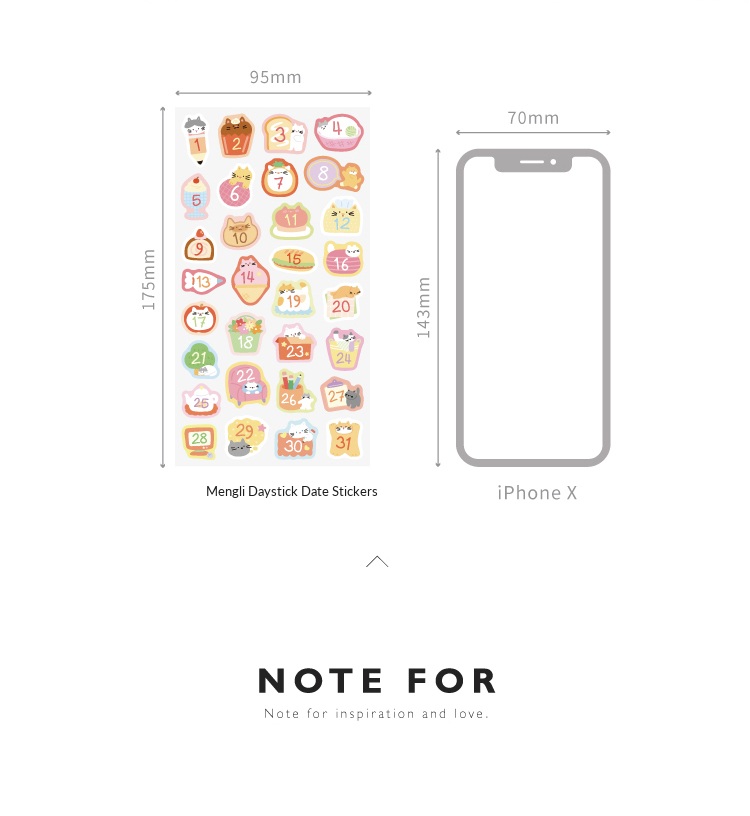 95mm
70mm
175mm
143mm
1 2 3 4
5 6 7 8
9 10 11 12
13 14 15 16
17 18 19 20
21 22 23 24
25 26 27
28 29 30 31
Mengli Daystick Date Stickers
iPhone X
NOTE FOR
Note for inspiration and love.